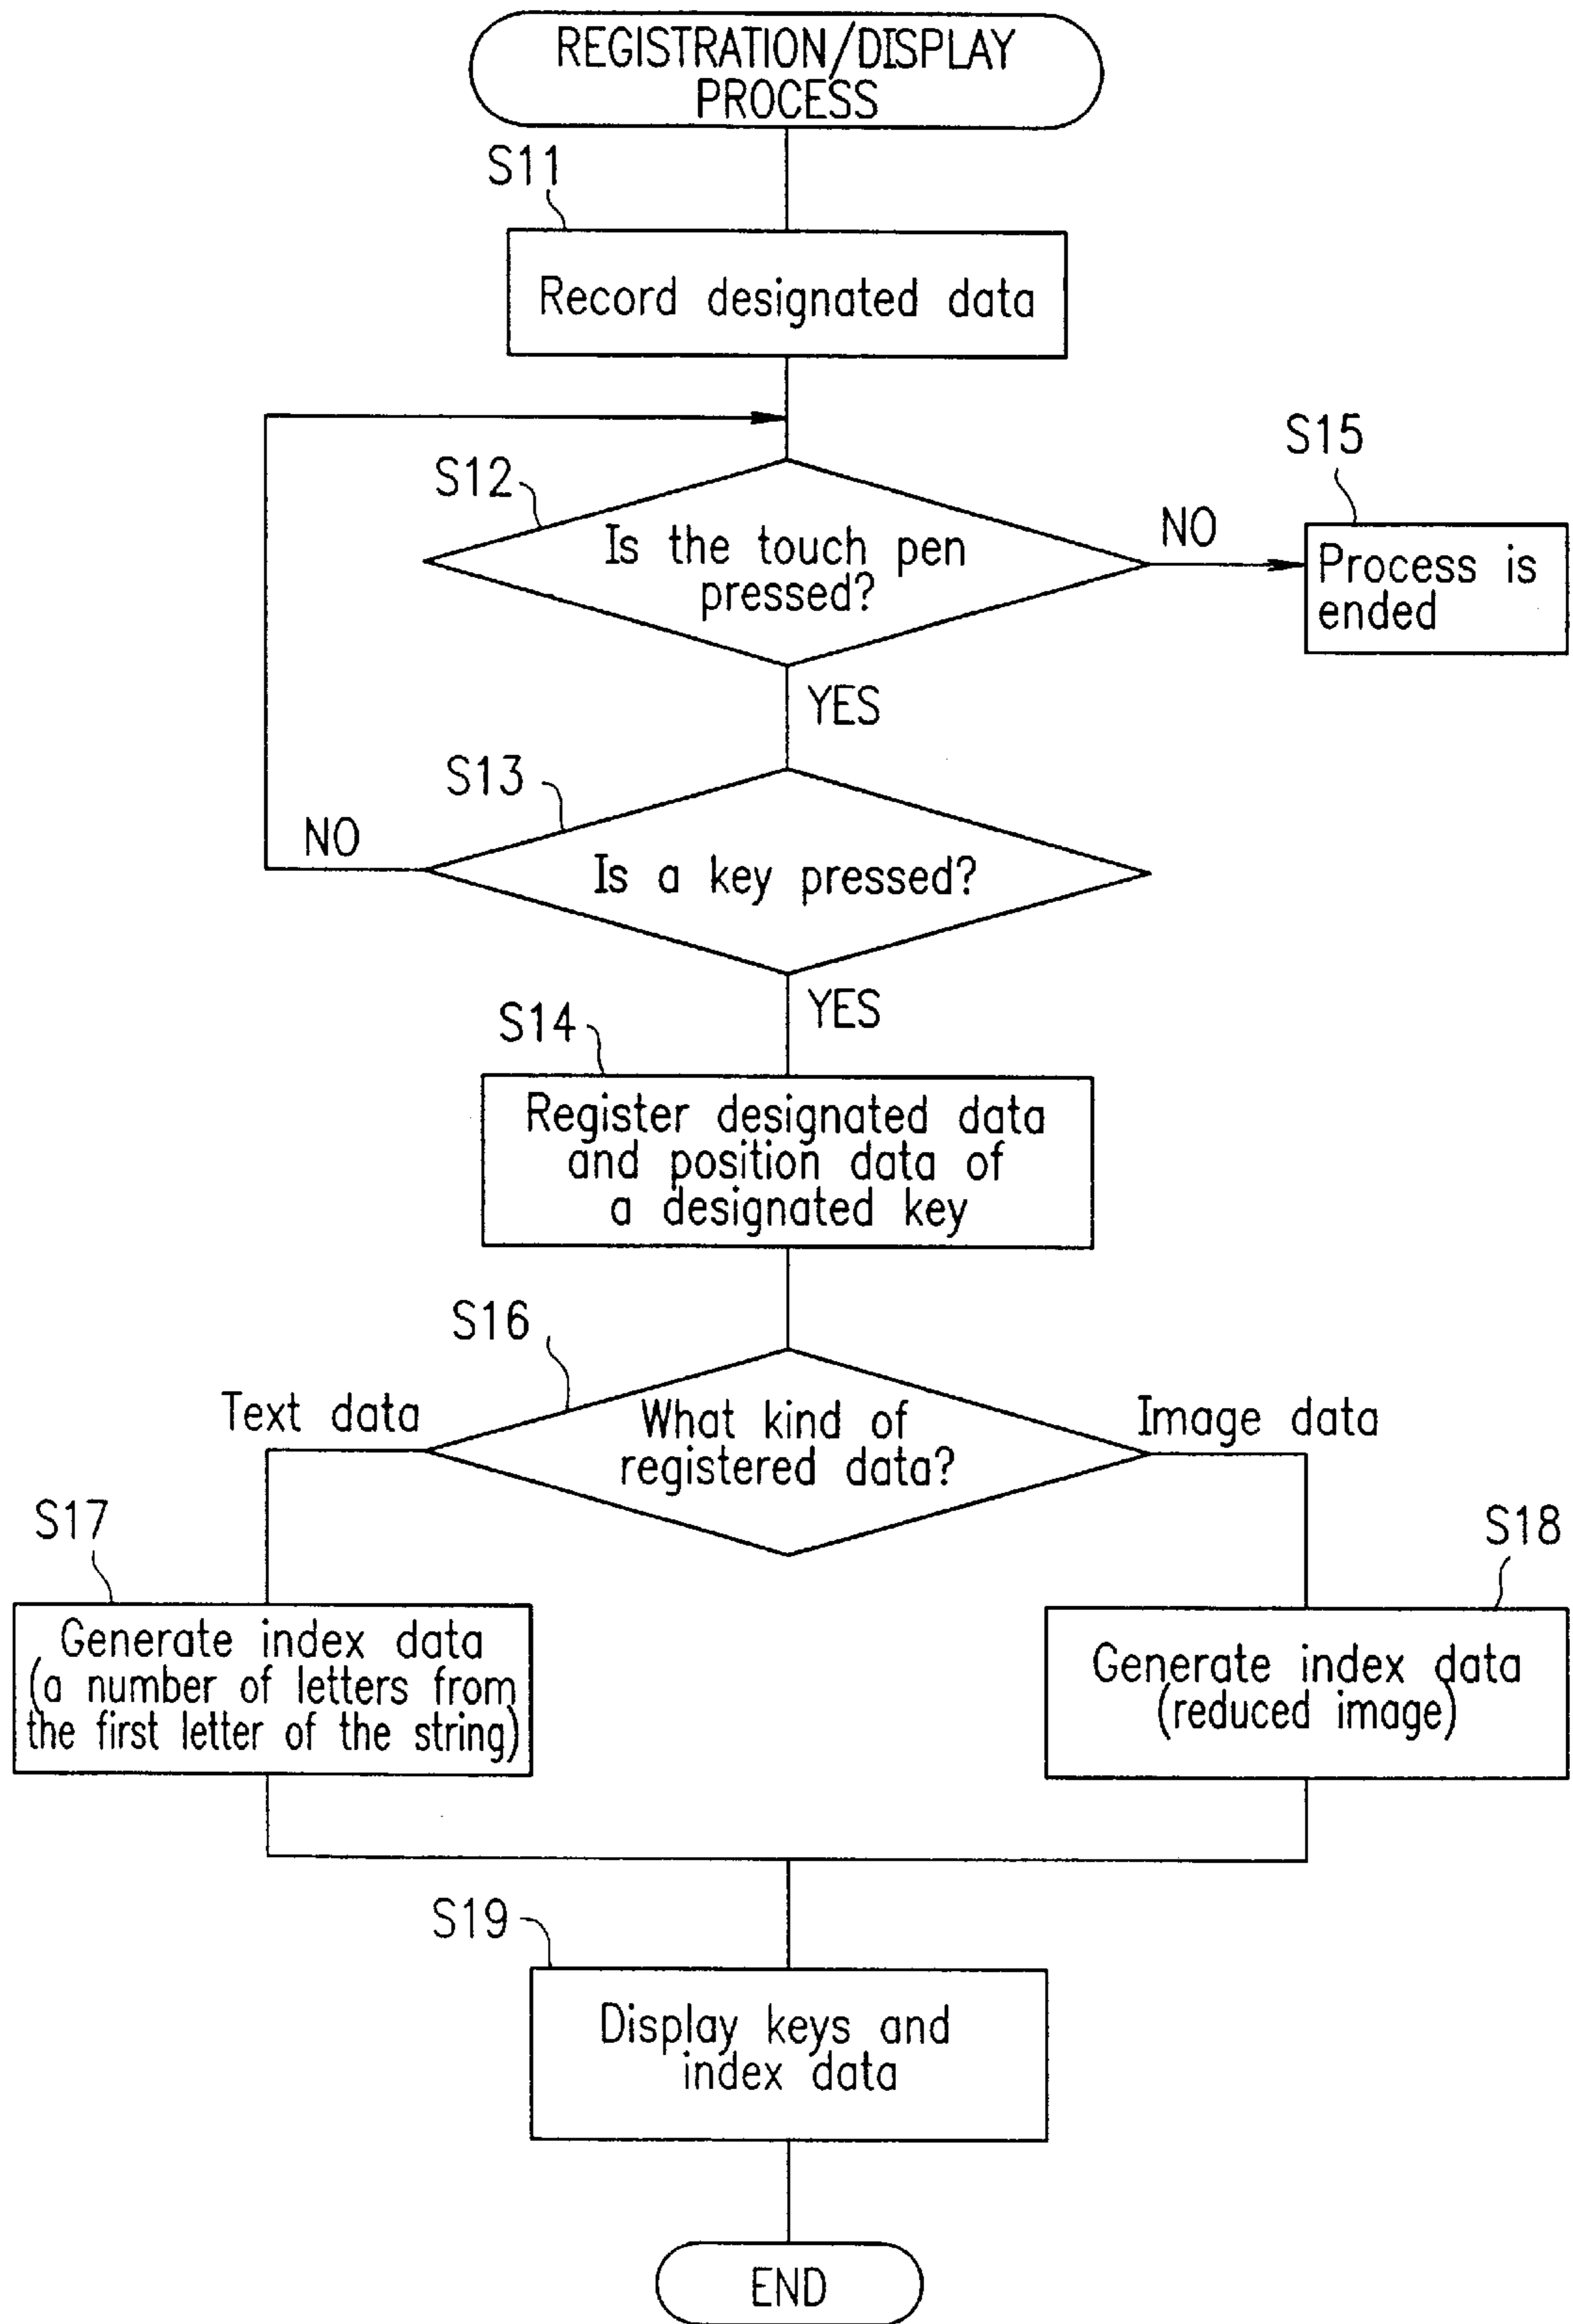 REGISTRATION/DISPLAY
PROCESS
S11
Record designated data
S12
Is the touch pen
pressed?
NO
S15
Process is
ended
YES
S13
NO
Is a key pressed?
YES
S14
Register designated data
and position data of
a designated key
S16
Text data
What kind of
registered data?
Image data
S17
Generate index data
(a number of letters from
the first letter of the string)
S18
Generate index data
(reduced image)
S19
Display keys and
index data
END